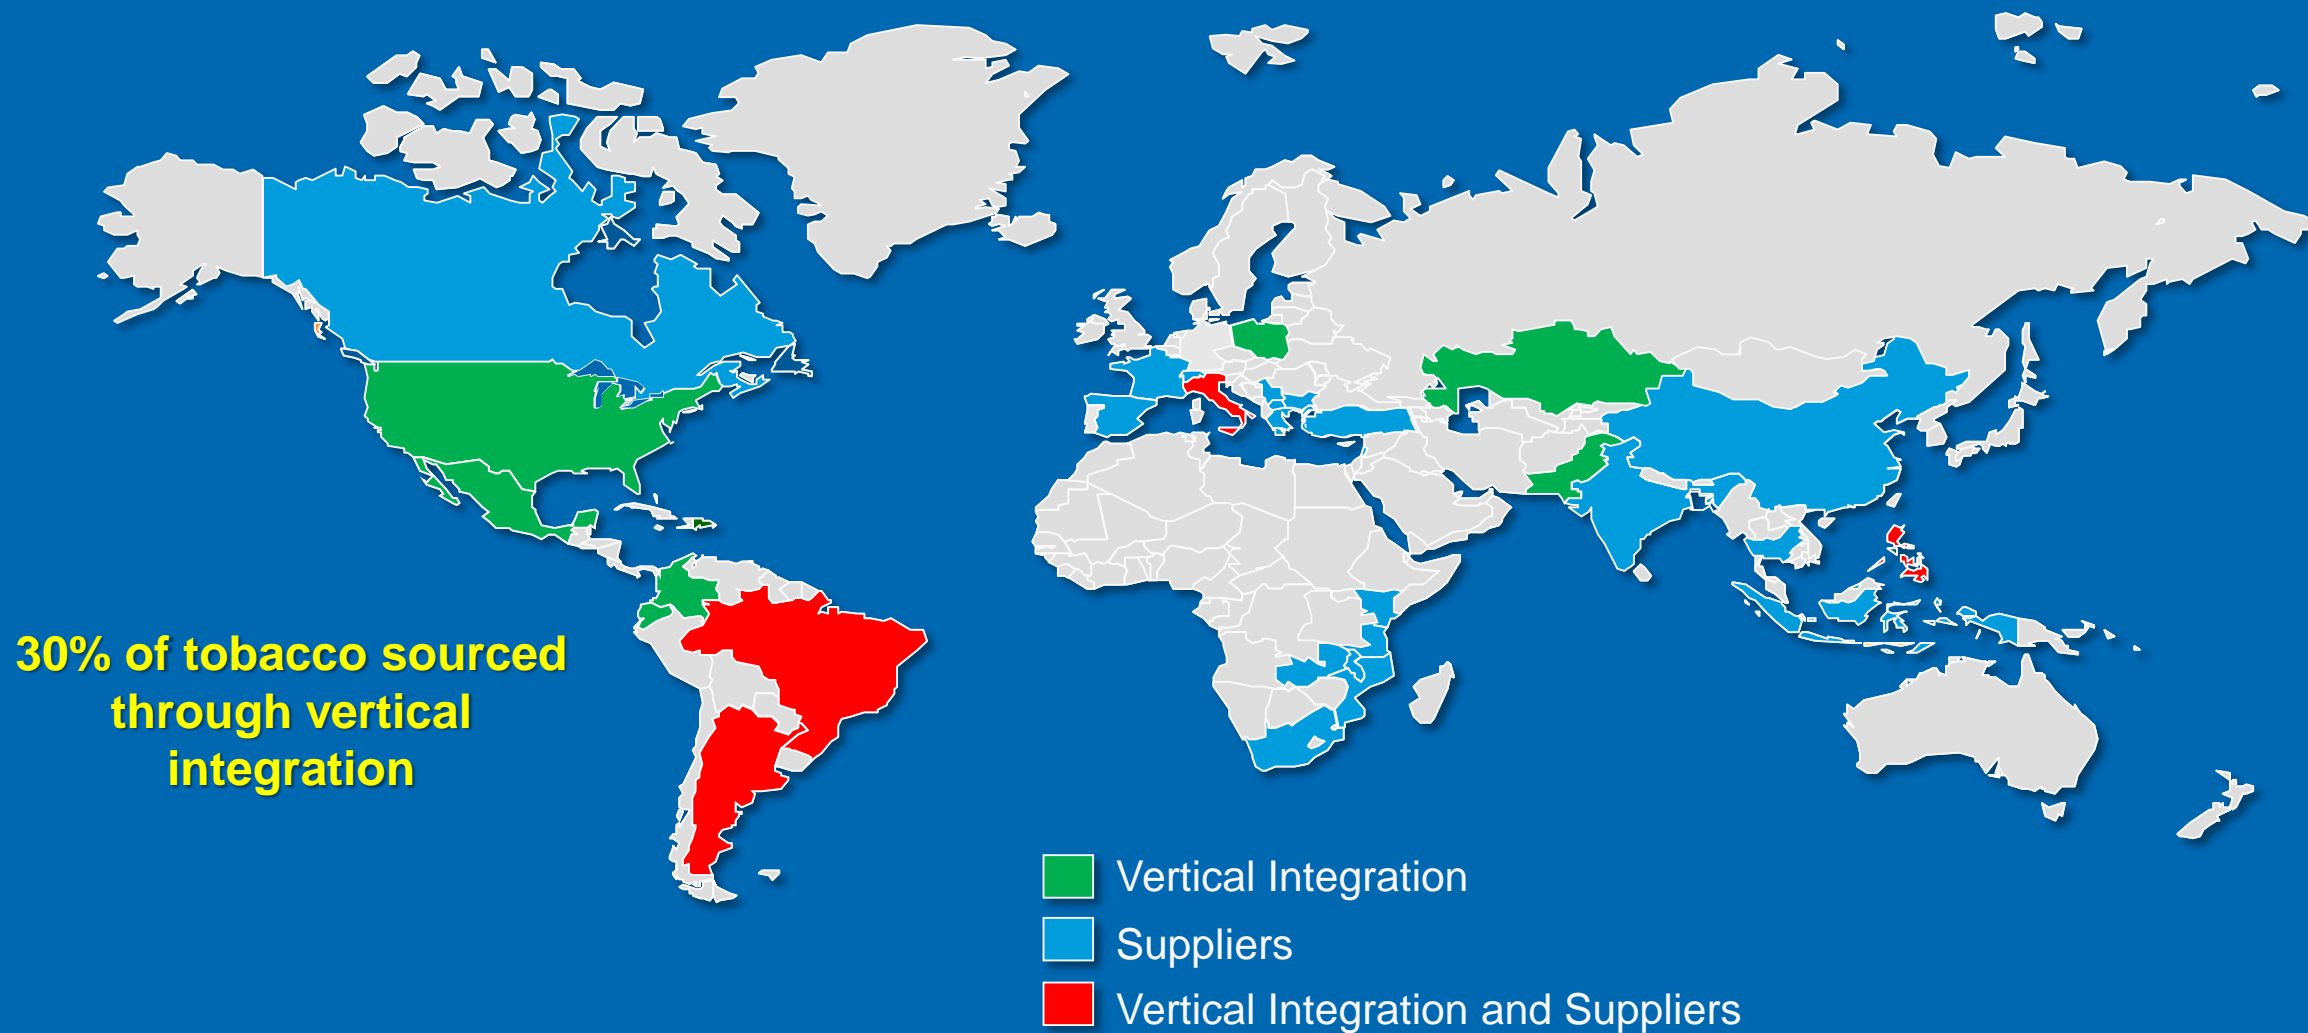 30% of tobacco sourced
through vertical
integration
Vertical Integration
Suppliers
Vertical Integration and Suppliers